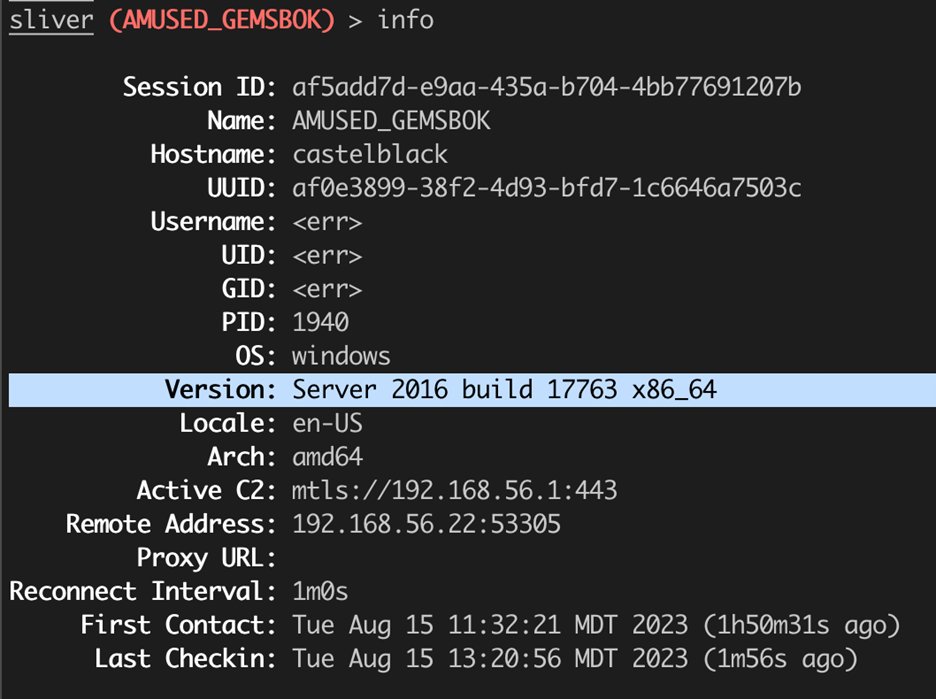 sliver (AMUSED_GEMSBOK) > info
Session ID: af5add7d-e9aa-435a-b704-4bb77691207b
Name: AMUSED_GEMSBOK
Hostname: castelblack
UUID: af0e3899-38f2-4d93-bfd7-1c6646a7503c
Username: <err>
UID: <err>
GID: <err>
PID: 1940
OS: windows
Version: Server 2016 build 17763 x86_64
Locale: en-US
Arch: amd64
Active C2: mtls://192.168.56.1:443
Remote Address: 192.168.56.22:53305
Proxy URL:
Reconnect Interval: 1m0s
First Contact: Tue Aug 15 11:32:21 MDT 2023 (1h50m31s ago)
Last Checkin: Tue Aug 15 13:20:56 MDT 2023 (1m56s ago)